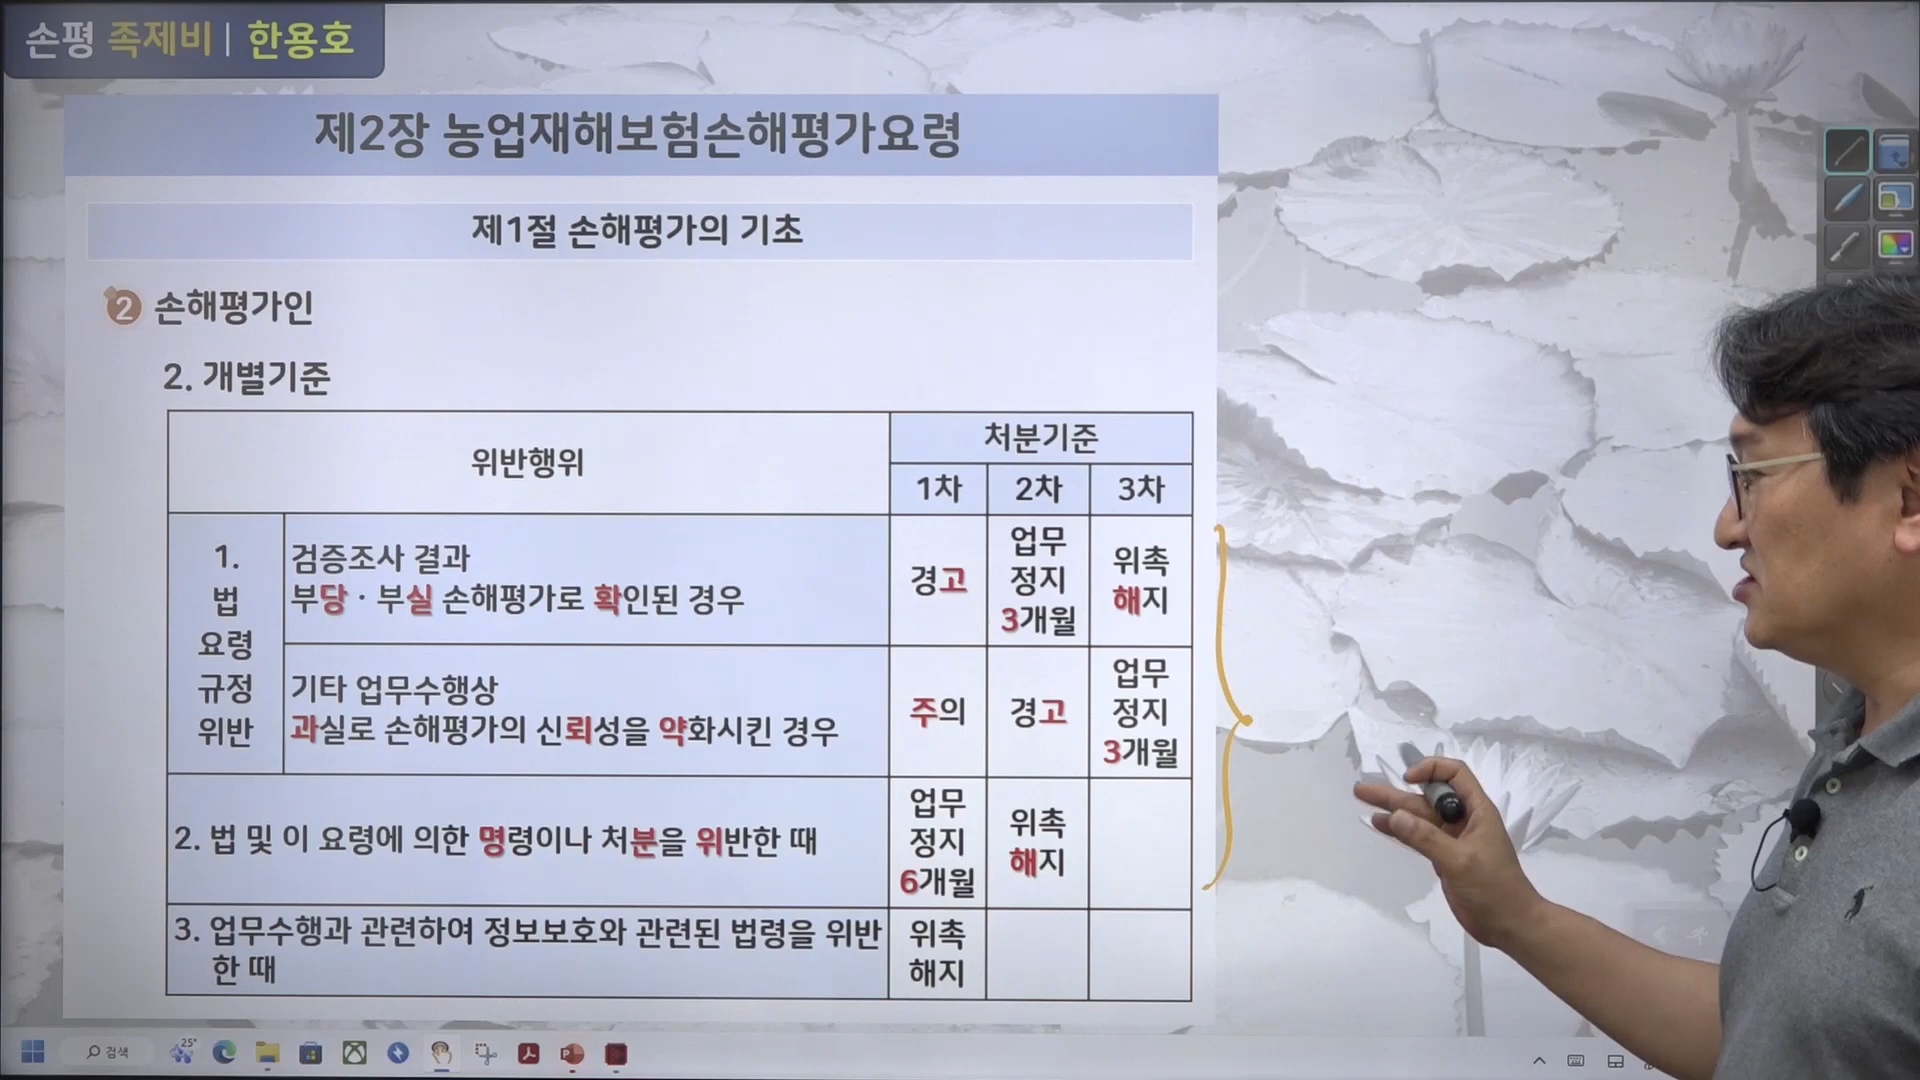 손평 족제비 | 한용호
제2장 농업재해보험손해평가요령
제1절 손해평가의 기초
2 손해평가인
2. 개별기준
위반행위
처분기준
1차 2차 3차
1.
법
요령
규정
위반
검증조사 결과
부당·부실 손해평가로 확인된 경우
경고
업무
정지
3개월
위촉
해지
기타 업무수행상
과실로 손해평가의 신뢰성을 약화시킨 경우
주의
경고
업무
정지
3개월
2. 법 및 이 요령에 의한 명령이나 처분을 위반한 때
업무
정지
6개월
위촉
해지
3. 업무수행과 관련하여 정보보호와 관련된 법령을 위반
한 때
위촉
해지
검색
25°